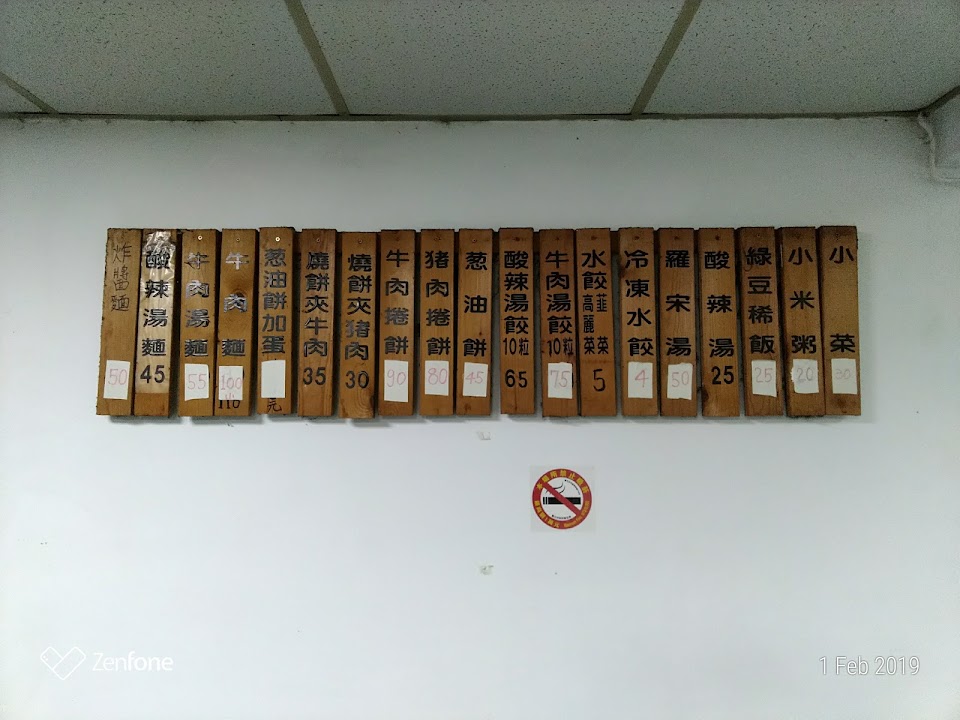 小菜 30
小米粥 20
綠豆稀飯 25
酸辣湯 25
羅宋湯 50
冷凍水餃 4
水餃 韭菜 高麗菜 5
牛肉湯餃10粒 75
酸辣湯餃10粒 65
葱油餅 45
猪肉捲餅 80
牛肉捲餅 90
燒餅夾猪肉 30
燒餅夾牛肉 35
葱油餅加蛋 元
牛肉麵 100
牛肉湯麵 55
酸辣湯麵 45
炸醬麵 50
Zenfone
1 Feb 2019